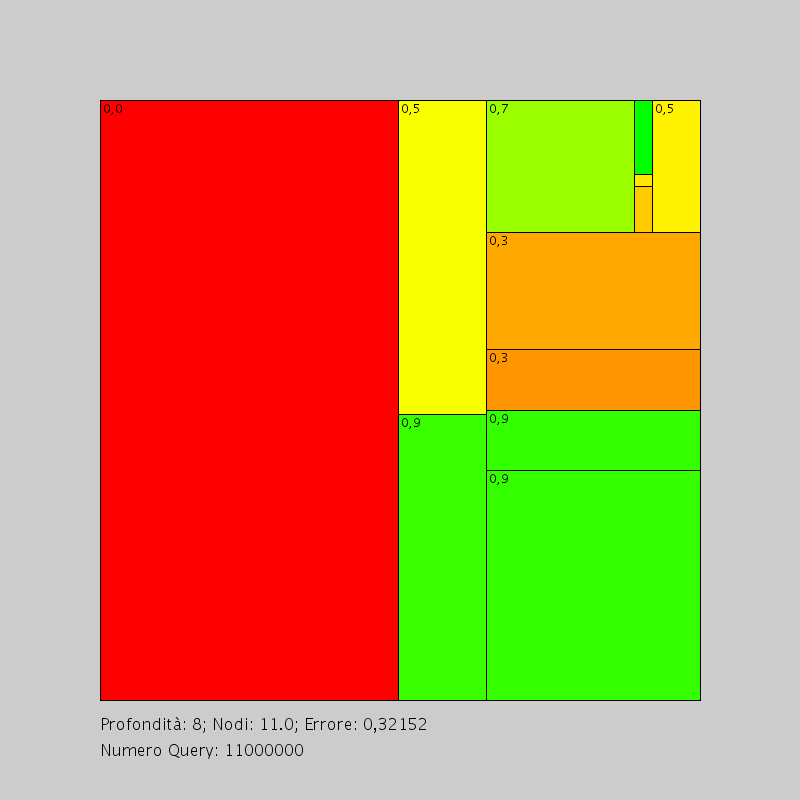 0,0 0,5 0,7 0,5
0,3
0,3
0,9 0,9
0,9
Profondità: 8; Nodi: 11.0; Errore: 0,32152
Numero Query: 11000000